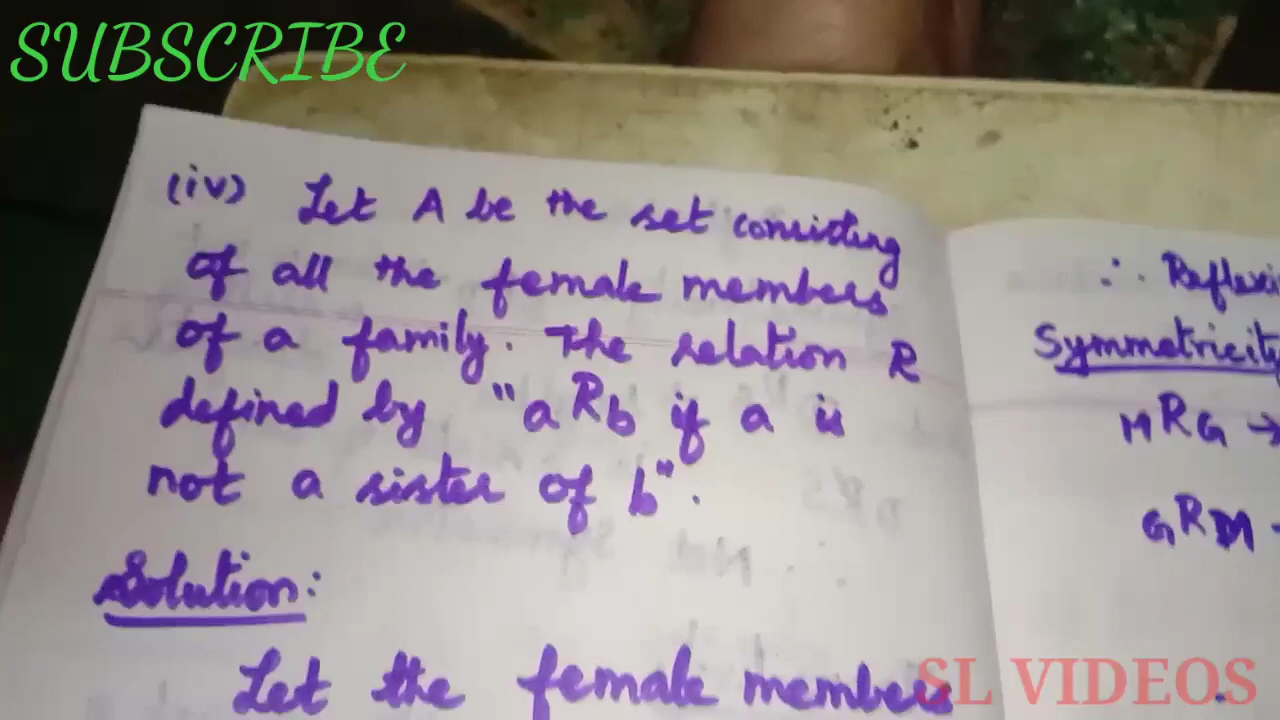 SUBSCRIBE
(iv) Let A be the set consisting
of all the female members
of a family. The relation R
defined by "aRb if a is
not a sister of b".
Solution:
Let the female members
∴ Reflexi
Symmetricity
MRG →
GRM
SL VIDEOS